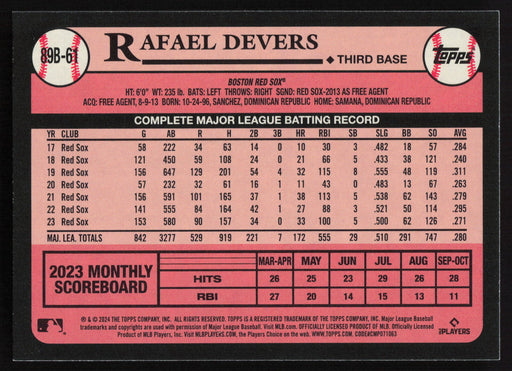 89B-61
RAFAEL DEVERS
◆ THIRD BASE
Topps
BOSTON RED SOX®
HT: 6'0" WT: 235 lb. BATS: LEFT THROWS: RIGHT SGND: RED SOX-2013 AS FREE AGENT
ACQ: FREE AGENT, 8-9-13 BORN: 10-24-96, SANCHEZ, DOMINICAN REPUBLIC HOME: SAMANA, DOMINICAN REPUBLIC
COMPLETE MAJOR LEAGUE BATTING RECORD
YR CLUB G AB R H 2B 3B HR RBI SB SLG BB SO AVG
17 Red Sox 58 222 34 63 14 0 10 30 3 .482 18 57 .284
18 Red Sox 121 450 59 108 24 0 21 66 5 .433 38 121 .240
19 Red Sox 156 647 129 201 54 4 32 115 8 .555 48 119 .311
20 Red Sox 57 232 32 61 16 1 11 43 0 .483 13 67 .263
21 Red Sox 156 591 101 165 37 1 38 113 5 .538 62 143 .279
22 Red Sox 141 555 84 164 42 1 27 88 3 .521 50 114 .295
23 Red Sox 153 580 90 157 34 0 33 100 5 .500 62 126 .271
MAJ. LEA. TOTALS 842 3277 529 919 221 7 172 555 29 .510 291 747 .280
2023 MONTHLY SCOREBOARD
MAR-APR MAY JUN JUL AUG SEP-OCT
HITS 26 25 23 29 26 28
RBI 27 20 14 15 13 11
® & © 2024 THE TOPPS COMPANY, INC. ALL RIGHTS RESERVED. TOPPS IS A REGISTERED TRADEMARK OF THE TOPPS COMPANY, INC. Major League Baseball
trademarks and copyrights are used with permission of Major League Baseball. Visit MLB.com. OFFICIALLY LICENSED PRODUCT OF MLB Players, Inc. OFFICIALLY LICENSED
Product of MLB Players, Inc., MLBPLAYERS.com, the Players Choice on the web. WWW.TOPPS.COM. CODE#CMP071063
PLAYERS